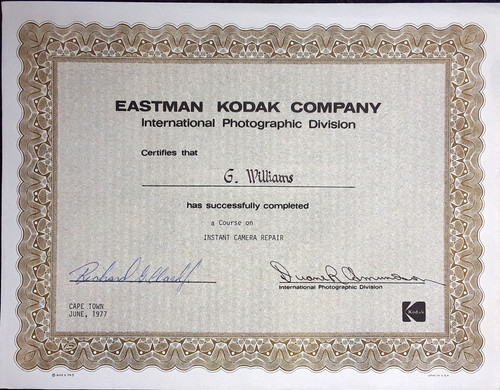 EASTMAN KODAK COMPANY
International Photographic Division
Certifies that
G. Williams
has successfully completed
a Course on
INSTANT CAMERA REPAIR
Richard
International Photographic Division
CAPE TOWN
JUNE, 1977
Kodak